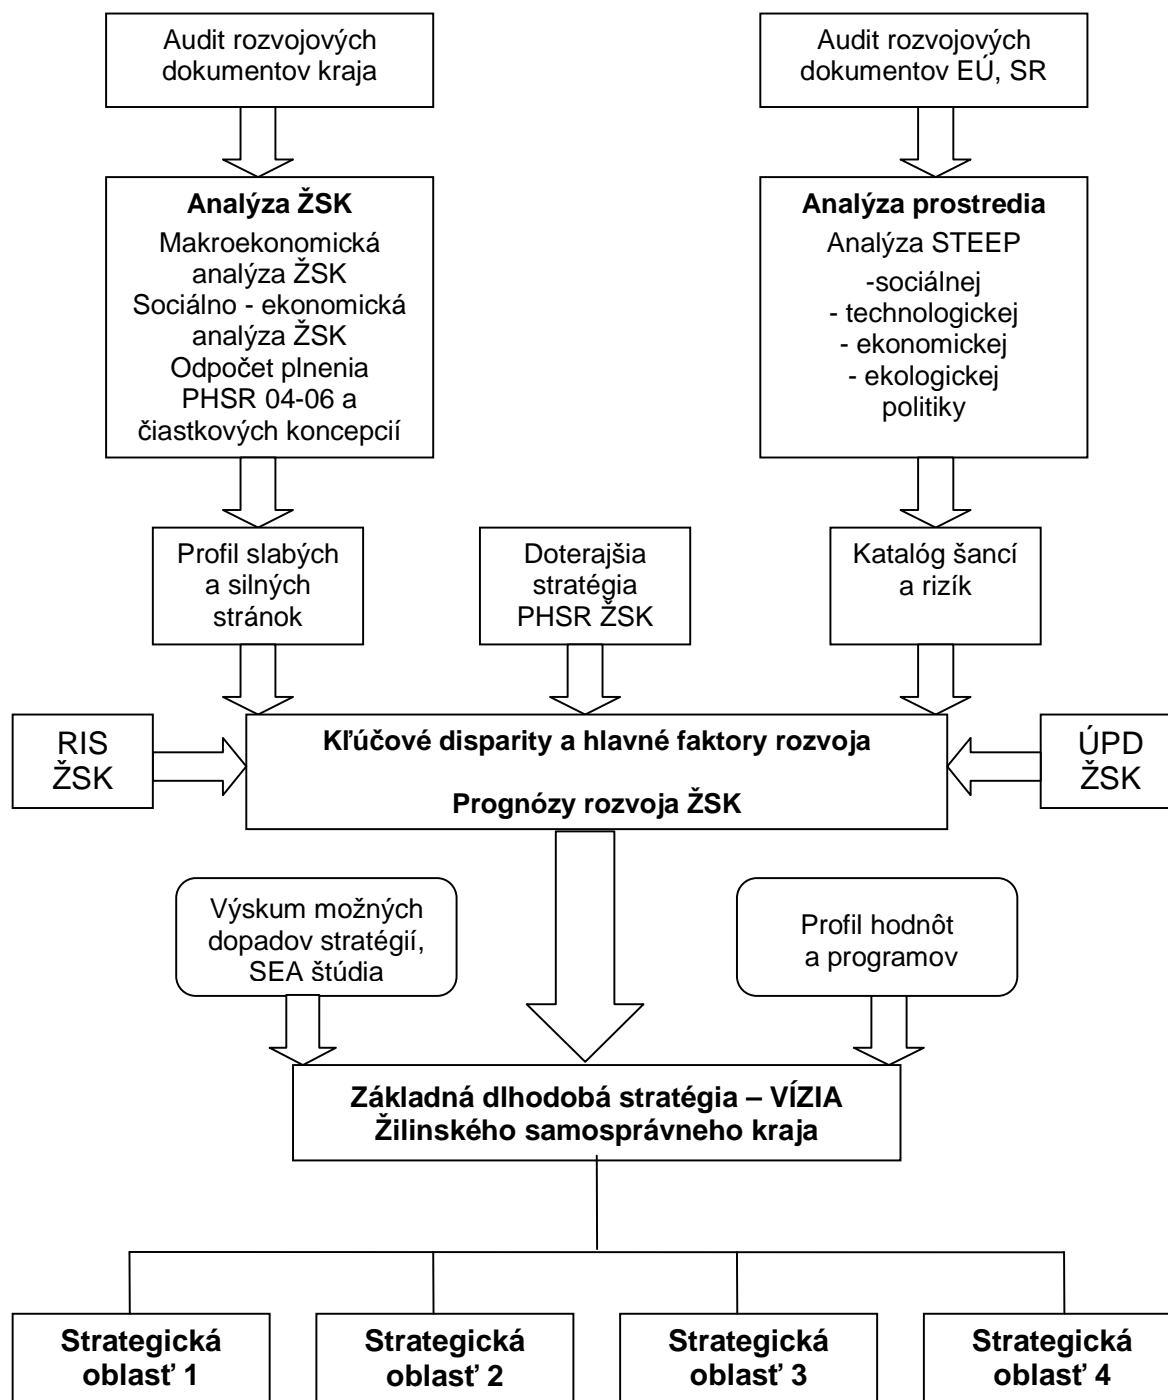 Audit rozvojových
dokumentov kraja
Audit rozvojových
dokumentov EÚ, SR
Analýza ŽSK
Makroekonomická
analýza ŽSK
Sociálno - ekonomická
analýza ŽSK
Odpočet plnenia
PHSR 04-06 a
čiastkových koncepcií
Analýza prostredia
Analýza STEEP
-sociálnej
- technologickej
- ekonomickej
- ekologickej
politiky
Profil slabých
a silných
stránok
Doterajšia
stratégia
PHSR ŽSK
Katalóg šancí
a rizík
RIS
ŽSK
Kľúčové disparity a hlavné faktory rozvoja
Prognózy rozvoja ŽSK
ÚPD
ŽSK
Výskum možných
dopadov stratégií,
SEA štúdia
Profil hodnôt
a programov
Základná dlhodobá stratégia – VÍZIA
Žilinského samosprávneho kraja
Strategická
oblasť 1
Strategická
oblasť 2
Strategická
oblasť 3
Strategická
oblasť 4